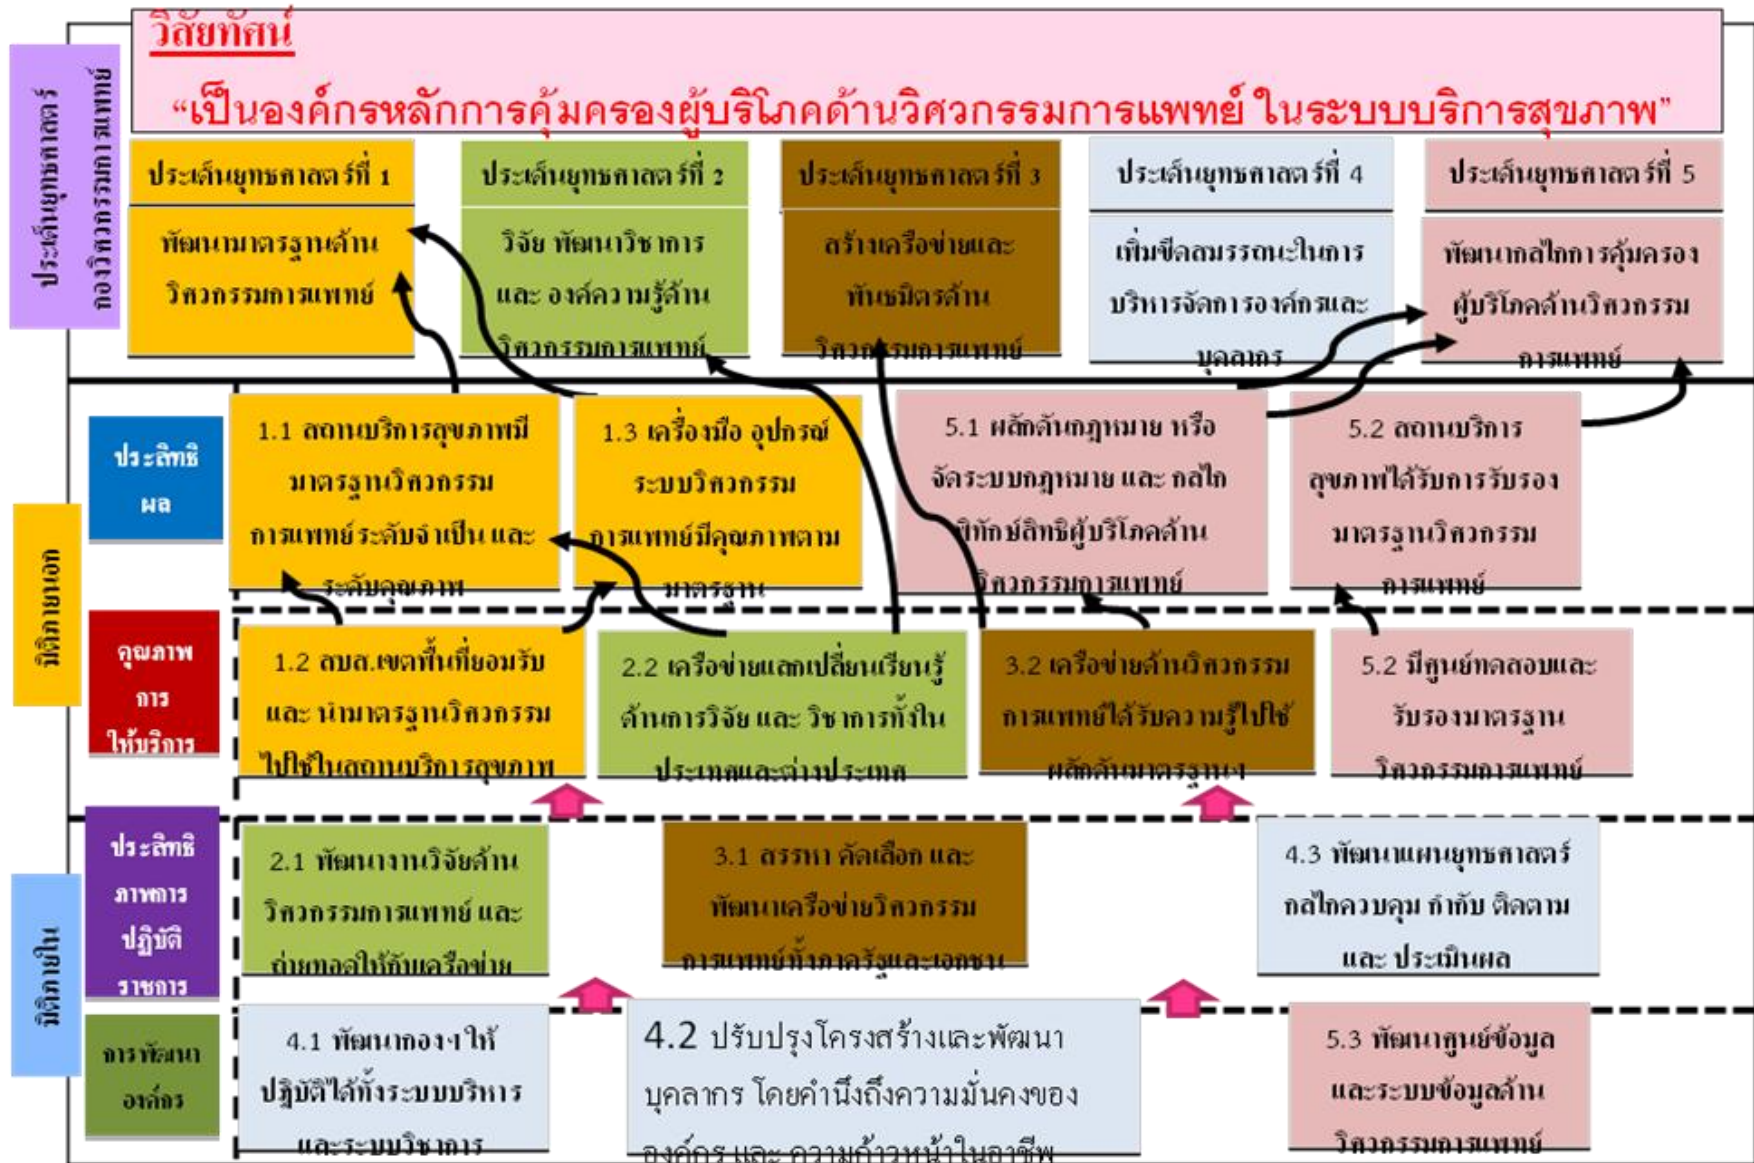 วิสัยทัศน์
“เป็นองค์กรหลักการคุ้มครองผู้บริโภคด้านวิศวกรรมการแพทย์ ในระบบบริการสุขภาพ”
ประเด็นยุทธศาสตร์
กองวิศวกรรมการแพทย์
ประเด็นยุทธศาสตร์ที่ 1
พัฒนามาตรฐานด้าน
วิศวกรรมการแพทย์
ประเด็นยุทธศาสตร์ที่ 2
วิจัย พัฒนาวิชาการ
และ องค์ความรู้ด้าน
วิศวกรรมการแพทย์
ประเด็นยุทธศาสตร์ที่ 3
สร้างเครือข่ายและ
พันธมิตรด้าน
วิศวกรรมการแพทย์
ประเด็นยุทธศาสตร์ที่ 4
เพิ่มขีดสมรรถนะในการ
บริหารจัดการองค์กรและ
บุคลากร
ประเด็นยุทธศาสตร์ที่ 5
พัฒนากลไกการคุ้มครอง
ผู้บริโภคด้านวิศวกรรม
การแพทย์
มิติภายนอก
ประสิทธิ
ผล
1.1 สถานบริการสุขภาพมี
มาตรฐานวิศวกรรม
การแพทย์ระดับจำเป็น และ
ระดับคุณภาพ
1.3 เครื่องมือ อุปกรณ์
ระบบวิศวกรรม
การแพทย์มีคุณภาพตาม
มาตรฐาน
5.1 ผลักดันกฎหมาย หรือ
จัดระบบกฎหมาย และ กลไก
พิทักษ์สิทธิผู้บริโภคด้าน
วิศวกรรมการแพทย์
5.2 สถานบริการ
สุขภาพได้รับการรับรอง
มาตรฐานวิศวกรรม
การแพทย์
คุณภาพ
การ
ให้บริการ
1.2 สบส.เขตพื้นที่ยอมรับ
และ นำมาตรฐานวิศวกรรม
ไปใช้ในสถานบริการสุขภาพ
2.2 เครือข่ายแลกเปลี่ยนเรียนรู้
ด้านการวิจัย และ วิชาการทั้งใน
ประเทศและต่างประเทศ
3.2 เครือข่ายด้านวิศวกรรม
การแพทย์ได้รับความรู้ไปใช้
ผลักดันมาตรฐานฯ
5.2 มีศูนย์ทดสอบและ
รับรองมาตรฐาน
วิศวกรรมการแพทย์
มิติภายใน
ประสิทธิ
ภาพการ
ปฏิบัติ
ราชการ
2.1 พัฒนางานวิจัยด้าน
วิศวกรรมการแพทย์ และ
ถ่ายทอดให้กับเครือข่าย
3.1 สรรหา คัดเลือก และ
พัฒนาเครือข่ายวิศวกรรม
การแพทย์ทั้งภาครัฐและเอกชน
4.3 พัฒนาแผนยุทธศาสตร์
กลไกควบคุม กำกับ ติดตาม
และ ประเมินผล
การพัฒนา
องค์กร
4.1 พัฒนากองฯ ให้
ปฏิบัติได้ทั้งระบบบริหาร
และระบบวิชาการ
4.2 ปรับปรุงโครงสร้างและพัฒนา
บุคลากร โดยคำนึงถึงความมั่นคงของ
องค์กร และ ความก้าวหน้าในอาชีพ
5.3 พัฒนาศูนย์ข้อมูล
และระบบข้อมูลด้าน
วิศวกรรมการแพทย์